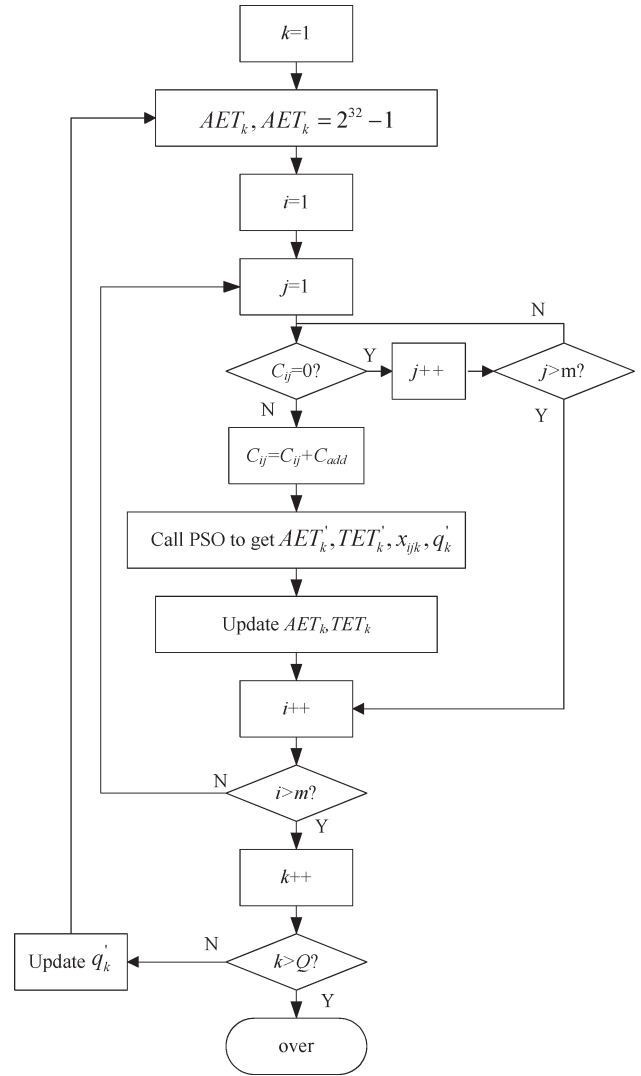 k=1
AET_k, AET_k = 2^32 −1
i=1
j=1
N
C_ij=0?
Y
j++
j>m?
N
Y
C_ij=C_ij+C_add
Call PSO to get AET'_k, TET'_k, x_ijk, q'_k
Update AET_k,TET_k
i++
N
i>m?
Y
k++
Update q'_k
N
k>Q?
Y
over